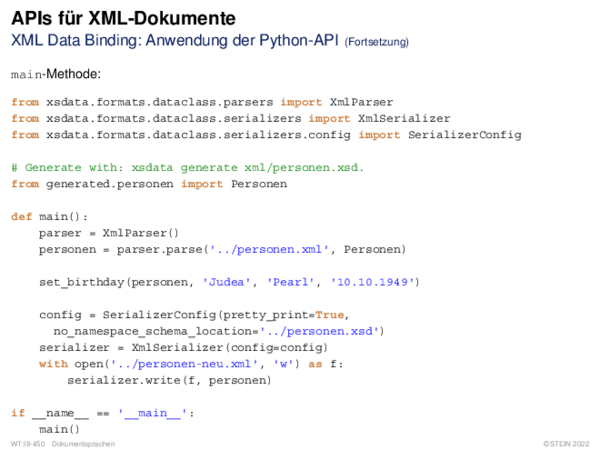 APIs für XML-Dokumente
XML Data Binding: Anwendung der Python-API (Fortsetzung)
main-Methode:
from xsdata.formats.dataclass.parsers import XmlParser
from xsdata.formats.dataclass.serializers import XmlSerializer
from xsdata.formats.dataclass.serializers.config import SerializerConfig
# Generate with: xsdata generate xml/personen.xsd.
from generated.personen import Personen
def main():
    parser = XmlParser()
    personen = parser.parse('../personen.xml', Personen)
    set_birthday(personen, 'Judea', 'Pearl', '10.10.1949')
    config = SerializerConfig(pretty_print=True,
      no_namespace_schema_location='../personen.xsd')
    serializer = XmlSerializer(config=config)
    with open('../personen-neu.xml', 'w') as f:
        serializer.write(f, personen)
if __name__ == '__main__':
    main()
WT:III-450 Dokumentsprachen ©STEIN 2022